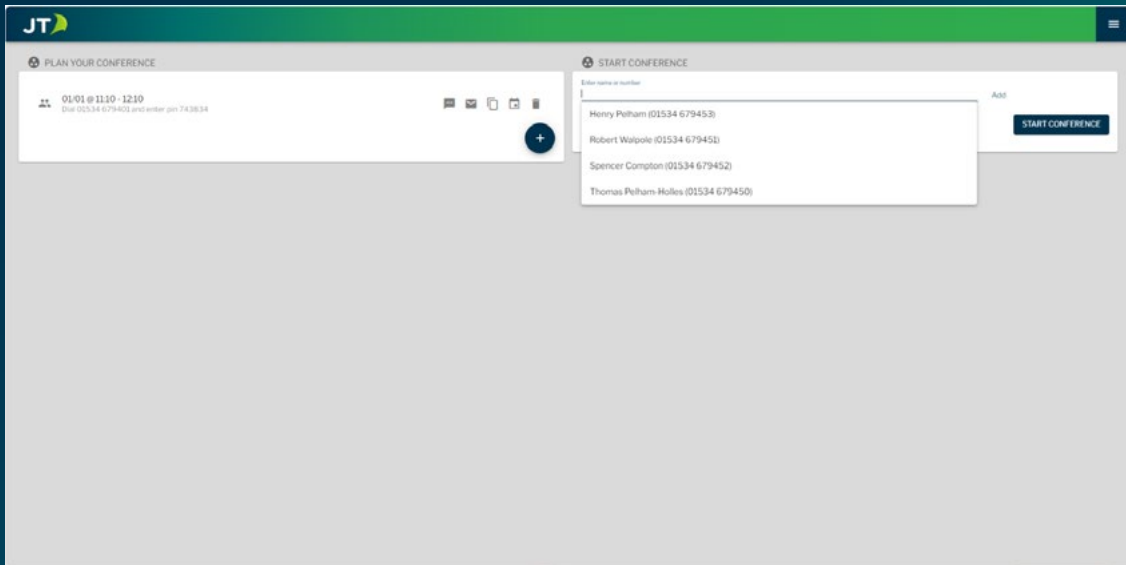 JT
PLAN YOUR CONFERENCE
01/01 @ 11:10 - 12:10
Dial 01534 679401 and enter pin 743834
START CONFERENCE
Enter name or number
Add
Henry Pelham (01534 679453)
START CONFERENCE
Robert Walpole (01534 679451)
Spencer Compton (01534 679452)
Thomas Pelham-Holles (01534 679450)